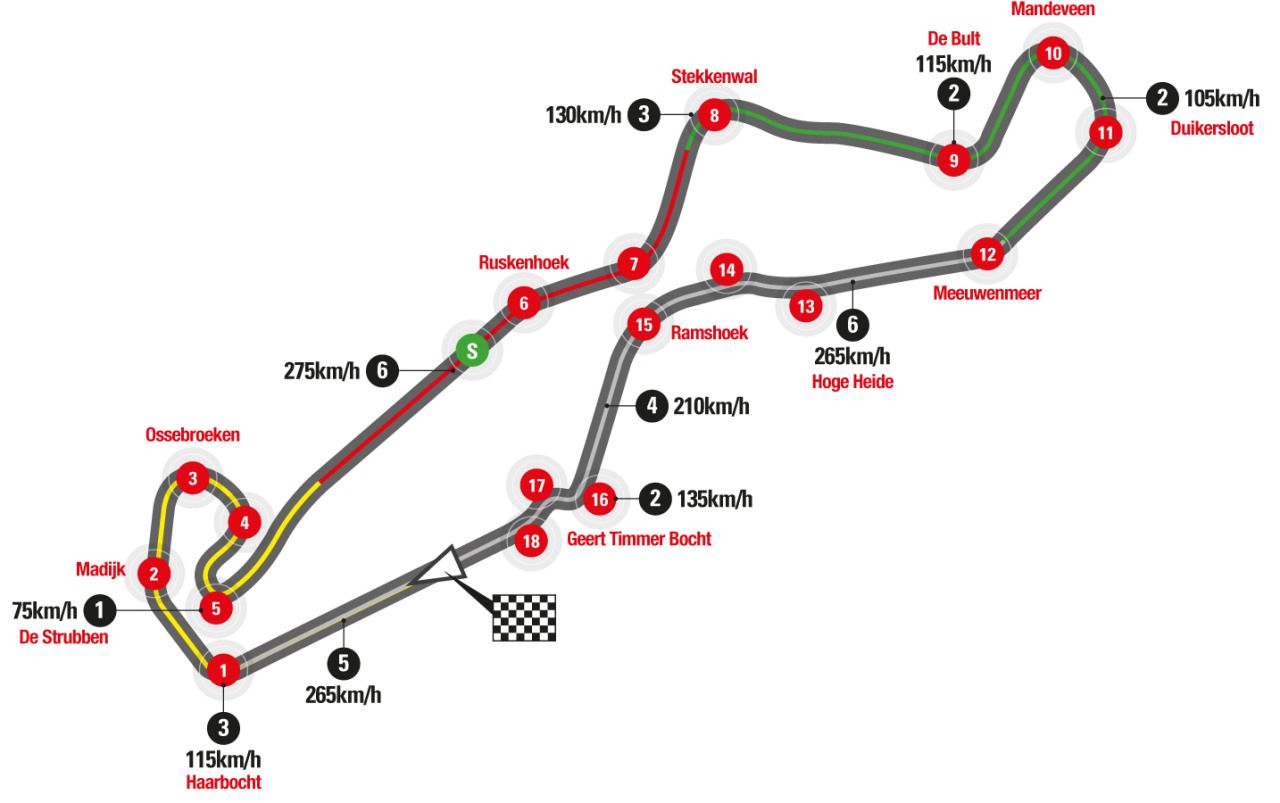 Mandeveen
10
De Bult
115km/h
2
Stekkenwal
130km/h 3
8
2 105km/h
Duikersloot
11
9
Ruskenhoek
7
14
12
Meeuwenmeer
6
13
15
Ramshoek
6
265km/h
Hoge Heide
S
275km/h 6
4 210km/h
Ossebroeken
3
17
16
2 135km/h
4
18
Geert Timmer Bocht
Madijk
2
75km/h 1
5
De Strubben
1
5
265km/h
3
115km/h
Haarbocht